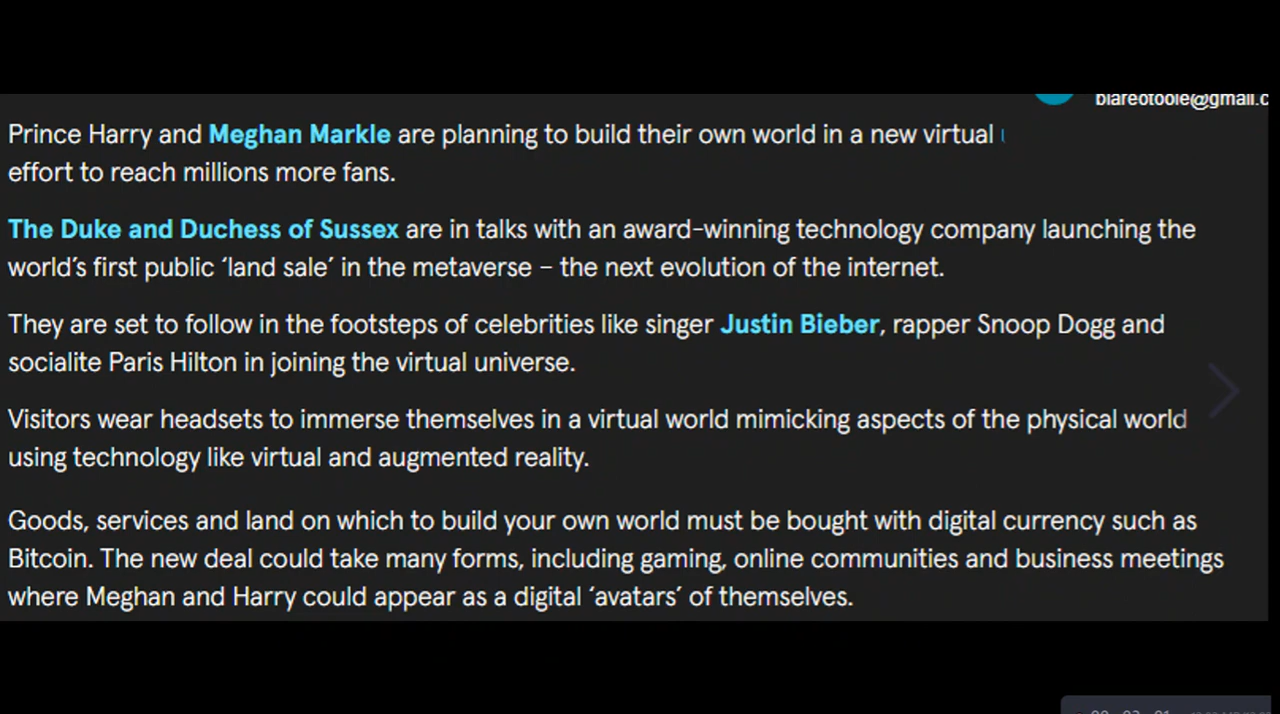 blareotoole@gmail.c
Prince Harry and Meghan Markle are planning to build their own world in a new virtual
effort to reach millions more fans.
The Duke and Duchess of Sussex are in talks with an award-winning technology company launching the
world's first public 'land sale' in the metaverse – the next evolution of the internet.
They are set to follow in the footsteps of celebrities like singer Justin Bieber, rapper Snoop Dogg and
socialite Paris Hilton in joining the virtual universe.
Visitors wear headsets to immerse themselves in a virtual world mimicking aspects of the physical world
using technology like virtual and augmented reality.
Goods, services and land on which to build your own world must be bought with digital currency such as
Bitcoin. The new deal could take many forms, including gaming, online communities and business meetings
where Meghan and Harry could appear as a digital 'avatars' of themselves.